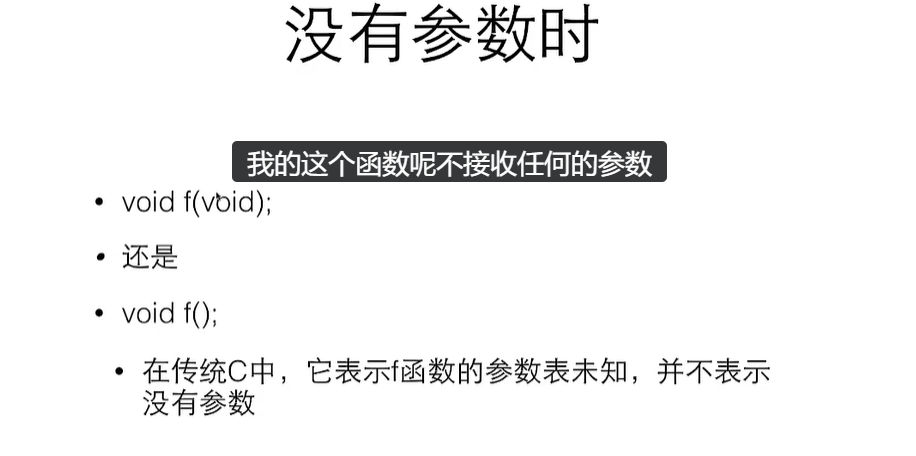 没有参数时
我的这个函数呢不接收任何的参数
• void f(void);
• 还是
• void f();
• 在传统C中，它表示f函数的参数表未知，并不表示
没有参数